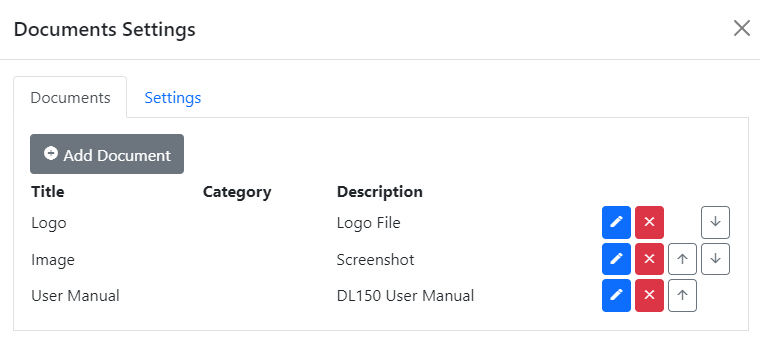 Documents Settings
Documents Settings
Add Document
Title Category Description
Logo Logo File
Image Screenshot
User Manual DL150 User Manual